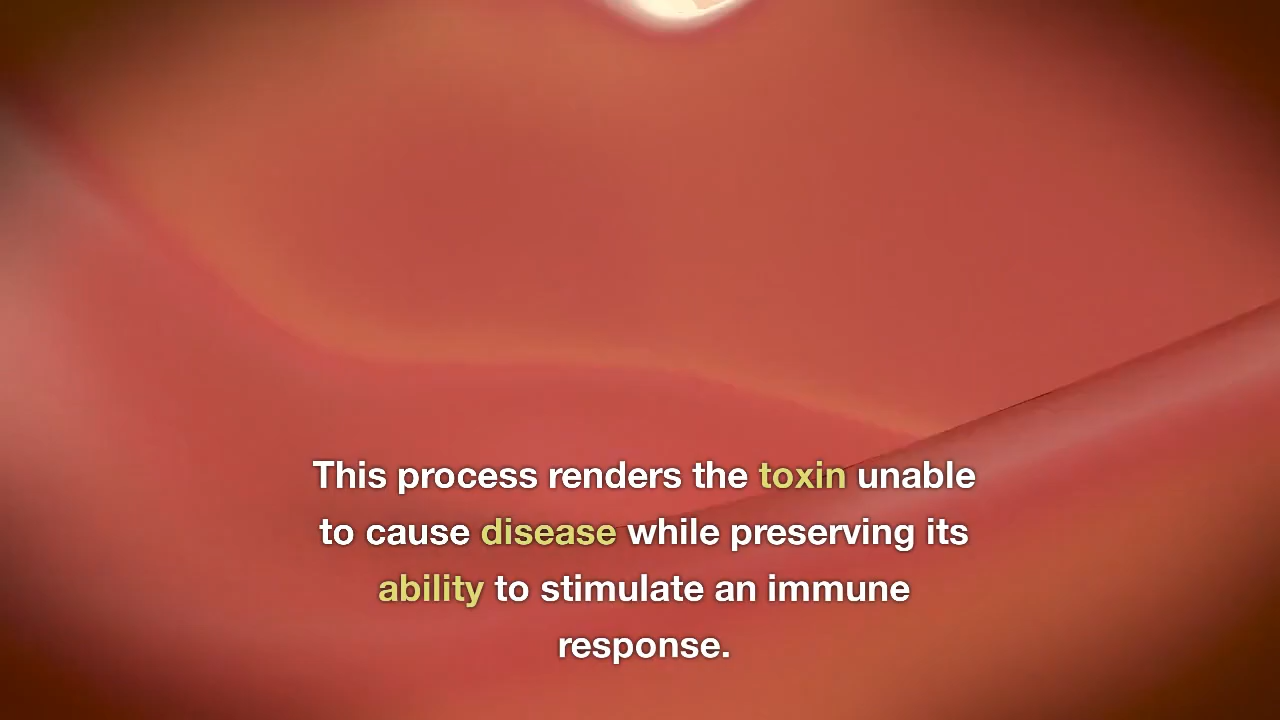 This process renders the toxin unable
to cause disease while preserving its
ability to stimulate an immune
response.